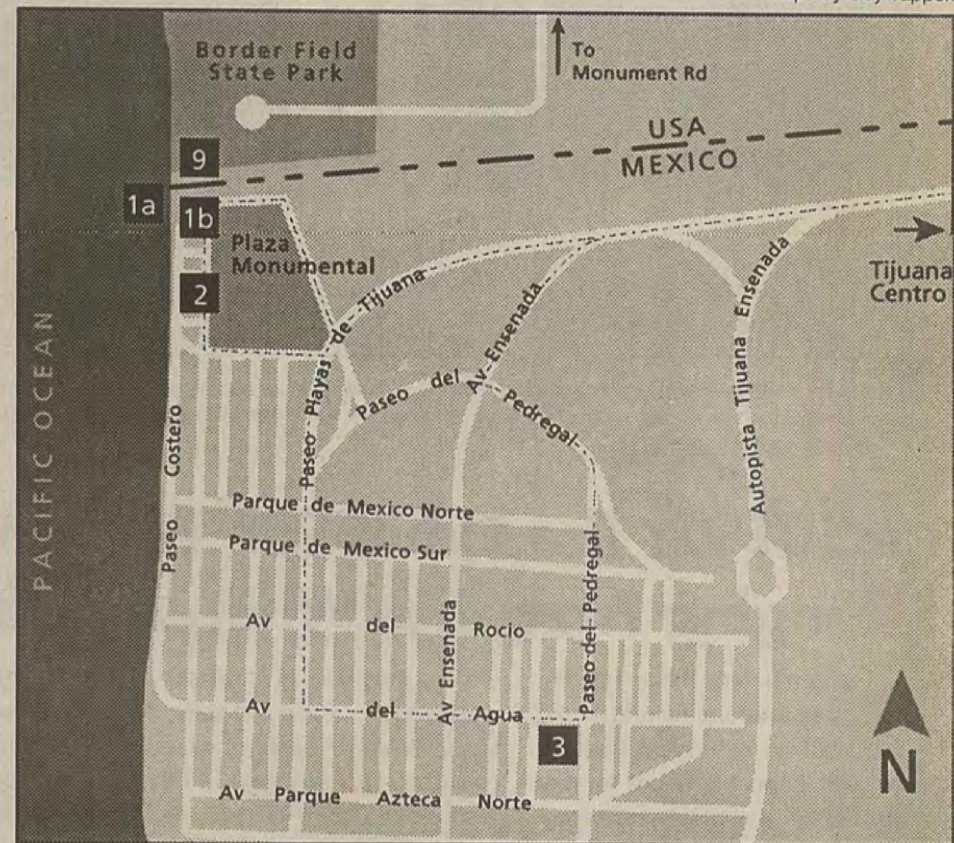 Border Field
State Park
To
Monument Rd
USA
MEXICO
9
1a
1b
Plaza
Monumental
2
Tijuana
Centro
PACIFIC OCEAN
Paseo Playas de Tijuana
Av Ensenada
Autopista Tijuana Ensenada
Paseo del Pedregal
Paseo Costero
Parque de Mexico Norte
Parque de Mexico Sur
Av del Rocio
Av Ensenada
Paseo del Pedregal
Av del Agua
3
Av Parque Azteca Norte
N